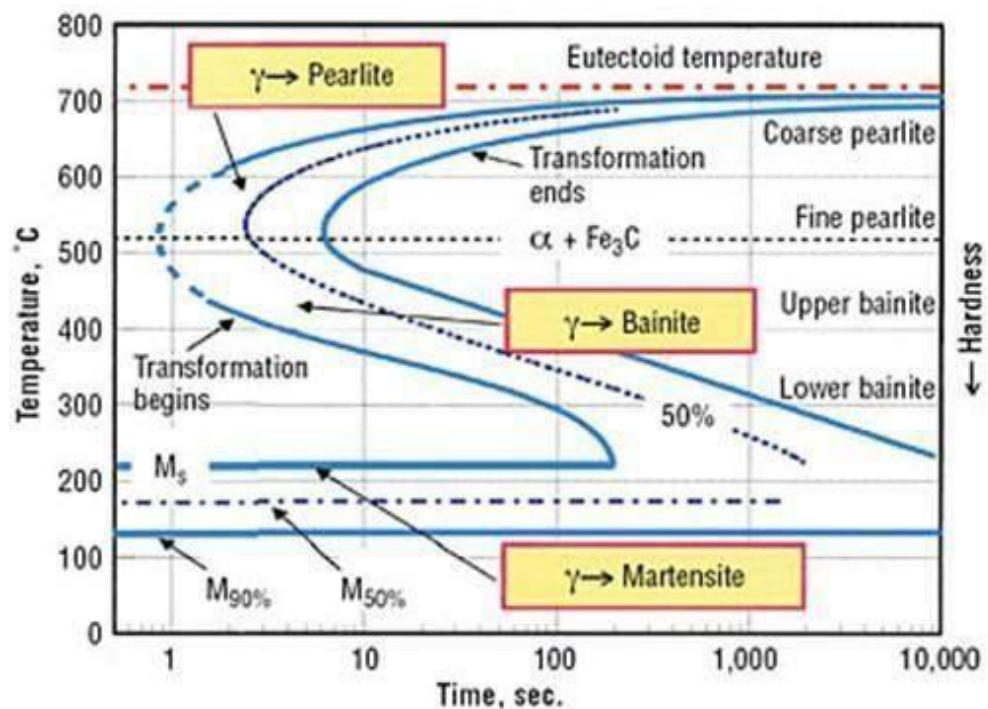 800
700
600
500
400
300
200
100
0
Temperature, °C
1
10
100
1,000
10,000
Time, sec.
Eutectoid temperature
γ→ Pearlite
Coarse pearlite
Transformation
ends
Fine pearlite
α + Fe₃C
Upper bainite
γ→ Bainite
Transformation
begins
Lower bainite
50%
Mₛ
γ→ Martensite
M₉₀%
M₅₀%
← Hardness